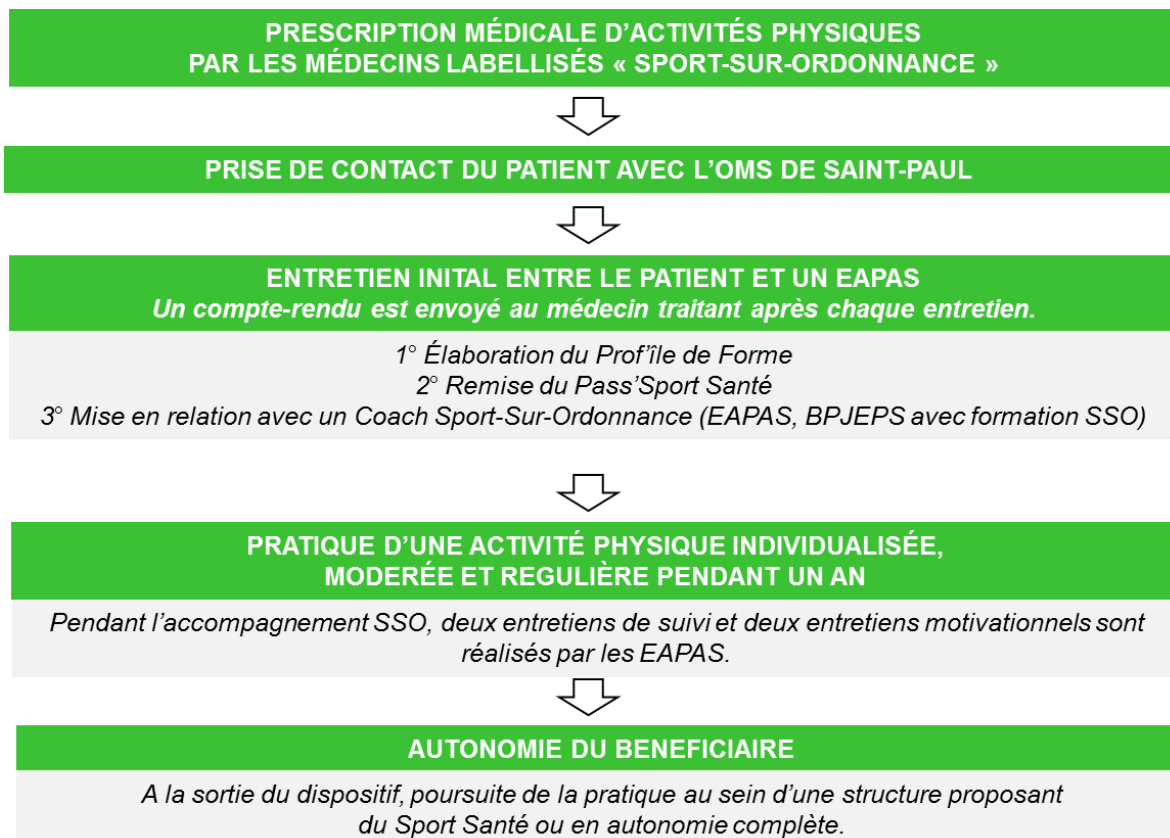 PRESCRIPTION MÉDICALE D’ACTIVITÉS PHYSIQUES
PAR LES MÉDECINS LABELLISÉS « SPORT-SUR-ORDONNANCE »
PRISE DE CONTACT DU PATIENT AVEC L’OMS DE SAINT-PAUL
ENTRETIEN INITAL ENTRE LE PATIENT ET UN EAPAS
Un compte-rendu est envoyé au médecin traitant après chaque entretien.
1° Élaboration du Prof’île de Forme
2° Remise du Pass’Sport Santé
3° Mise en relation avec un Coach Sport-Sur-Ordonnance (EAPAS, BPJEPS avec formation SSO)
PRATIQUE D’UNE ACTIVITÉ PHYSIQUE INDIVIDUALISÉE,
MODERÉE ET REGULIÈRE PENDANT UN AN
Pendant l’accompagnement SSO, deux entretiens de suivi et deux entretiens motivationnels sont
réalisés par les EAPAS.
AUTONOMIE DU BENEFICIAIRE
A la sortie du dispositif, poursuite de la pratique au sein d’une structure proposant
du Sport Santé ou en autonomie complète.